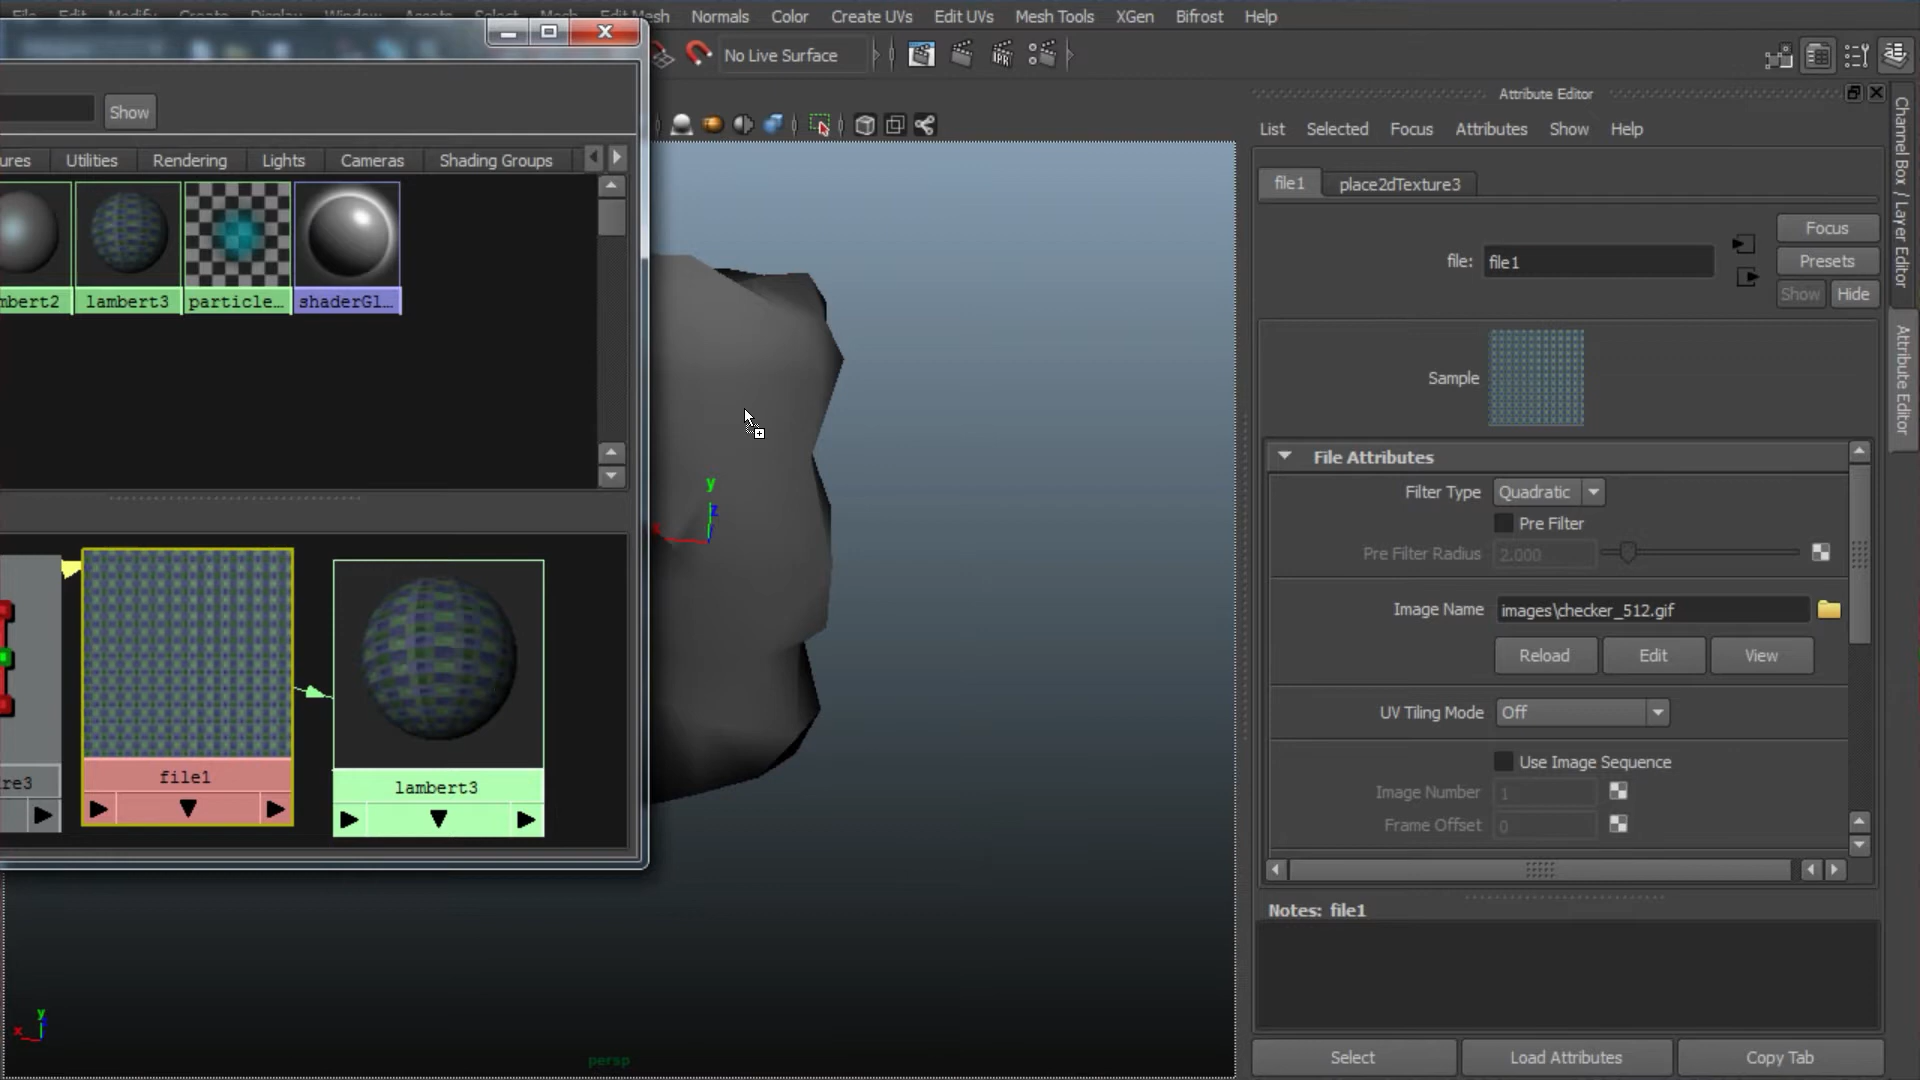 Normals Color Create UVs Edit UVs Mesh Tools XGen Bifrost Help
No Live Surface
Show
ures Utilities Rendering Lights Cameras Shading Groups
mbert2 lambert3 particle... shaderGl...
re3
file1
lambert3
y
z
x
y
x
persp
Attribute Editor
List Selected Focus Attributes Show Help
file1 place2dTexture3
file: file1
Focus
Presets
Show Hide
Sample
File Attributes
Filter Type Quadratic
Pre Filter
Pre Filter Radius 2.000
Image Name images\checker_512.gif
Reload Edit View
UV Tiling Mode Off
Use Image Sequence
Image Number 1
Frame Offset 0
Notes: file1
Select Load Attributes Copy Tab
Channel Box / Layer Editor
Attribute Editor